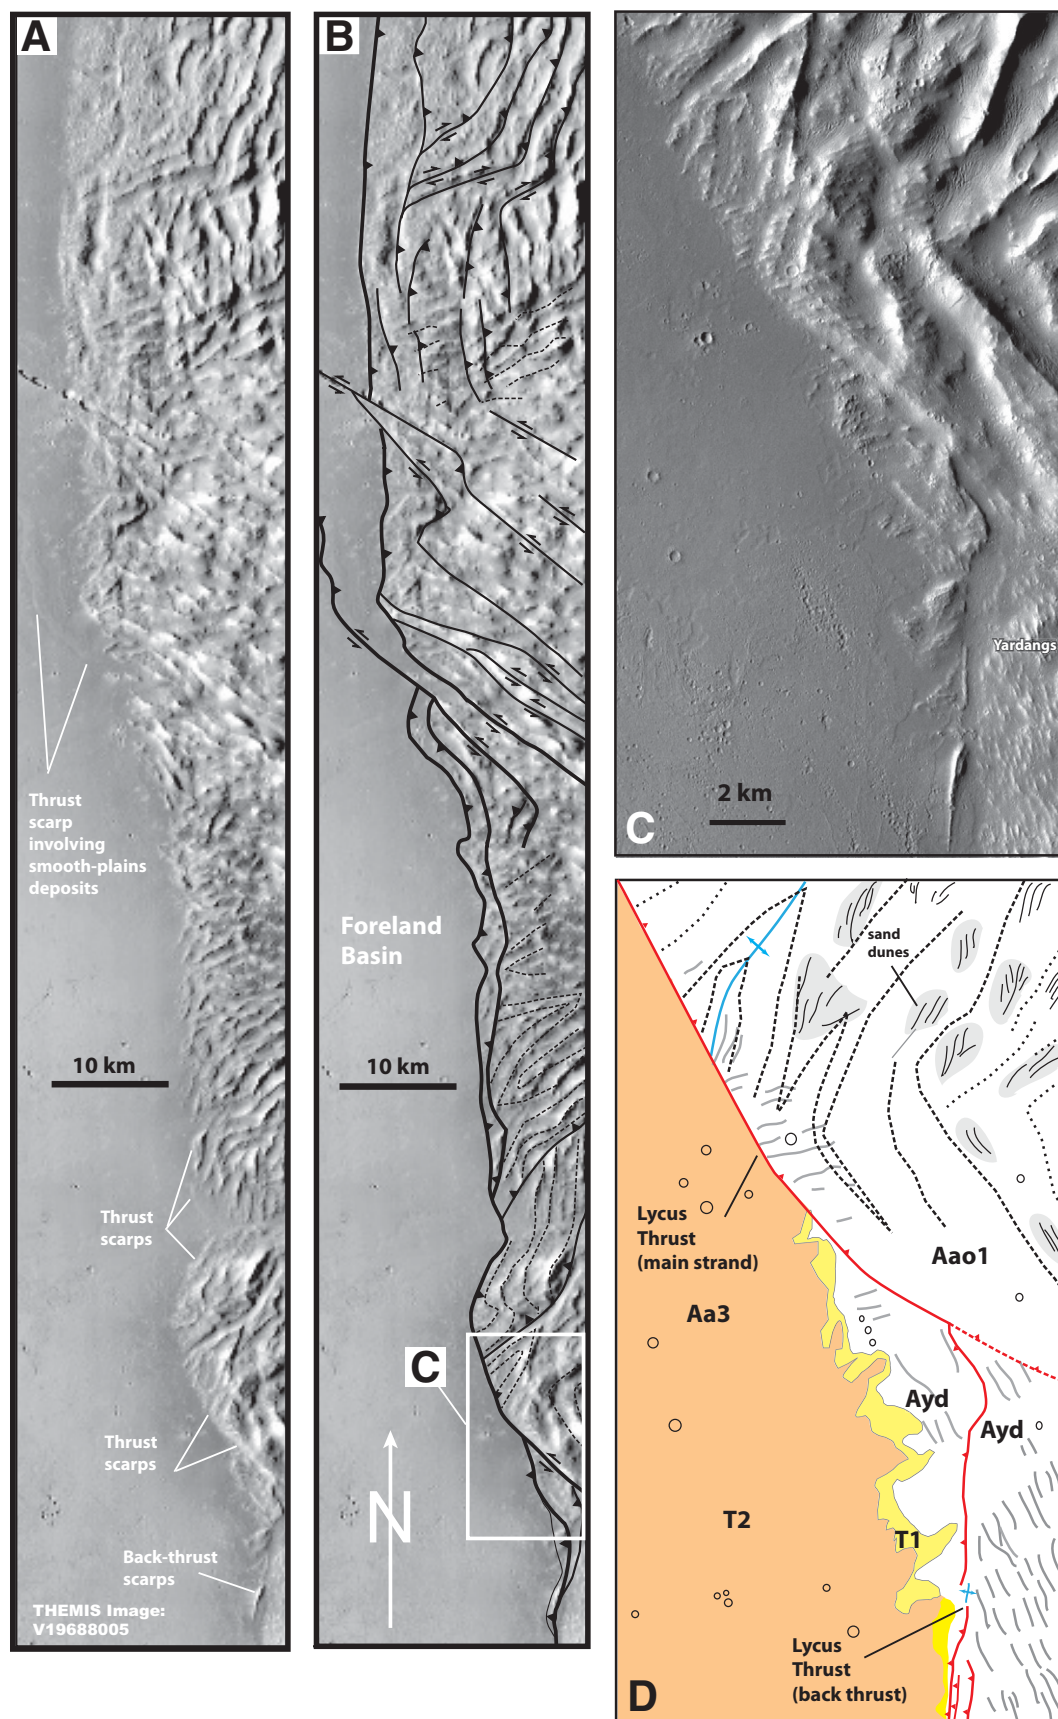 A
Thrust
scarp
involving
smooth-plains
deposits
10 km
Thrust
scarps
Thrust
scarps
Back-thrust
scarps
THEMIS Image:
V19688005
B
Foreland
Basin
10 km
C
N
Yardangs
2 km
C
sand
dunes
Lycus
Thrust
(main strand)
Aao1
Aa3
Ayd
Ayd
T2
T1
Lycus
Thrust
(back thrust)
D